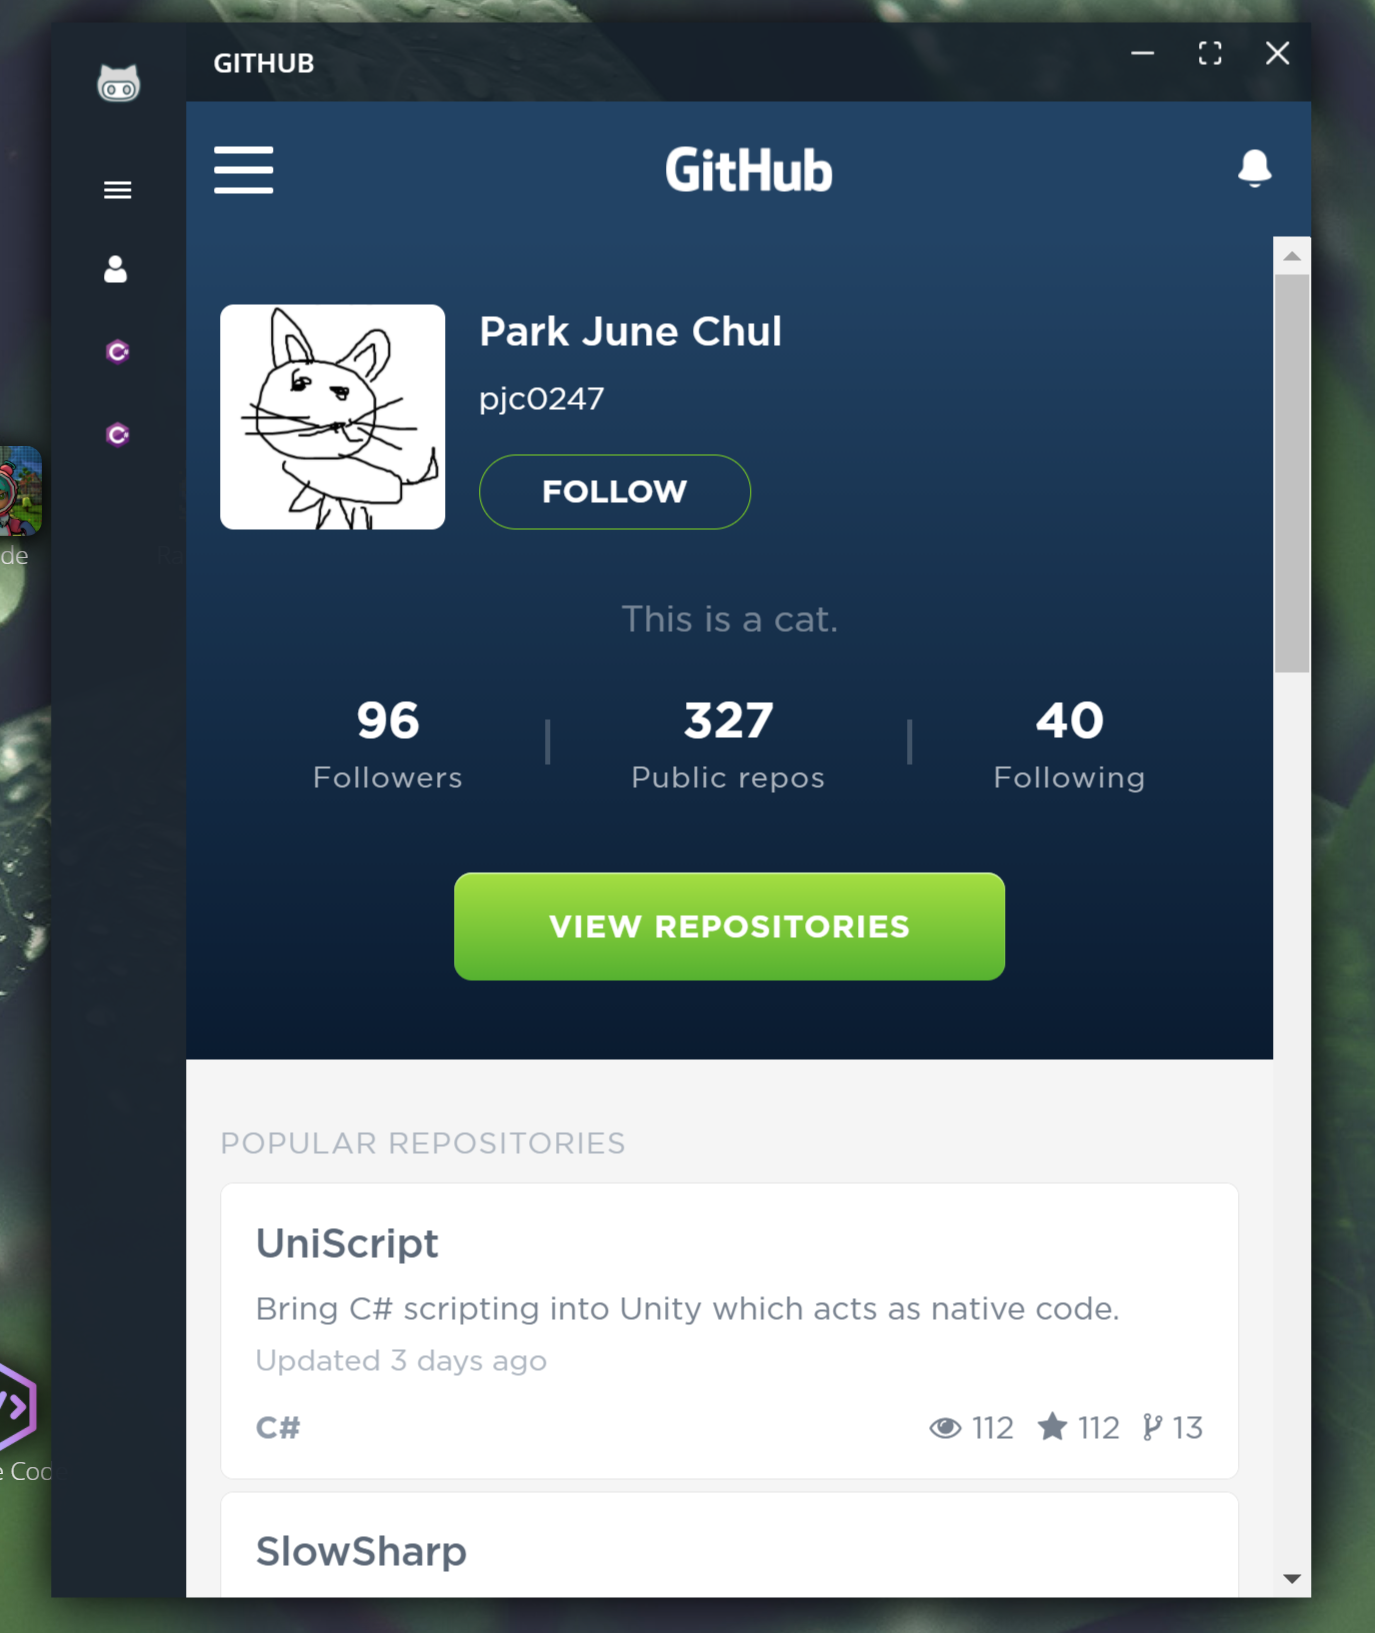 GITHUB
GitHub
Park June Chul
pjc0247
FOLLOW
de
Ra
This is a cat.
96
327
40
Followers
Public repos
Following
VIEW REPOSITORIES
POPULAR REPOSITORIES
UniScript
Bring C# scripting into Unity which acts as native code.
Updated 3 days ago
C#
112
112
13
e Cod
SlowSharp